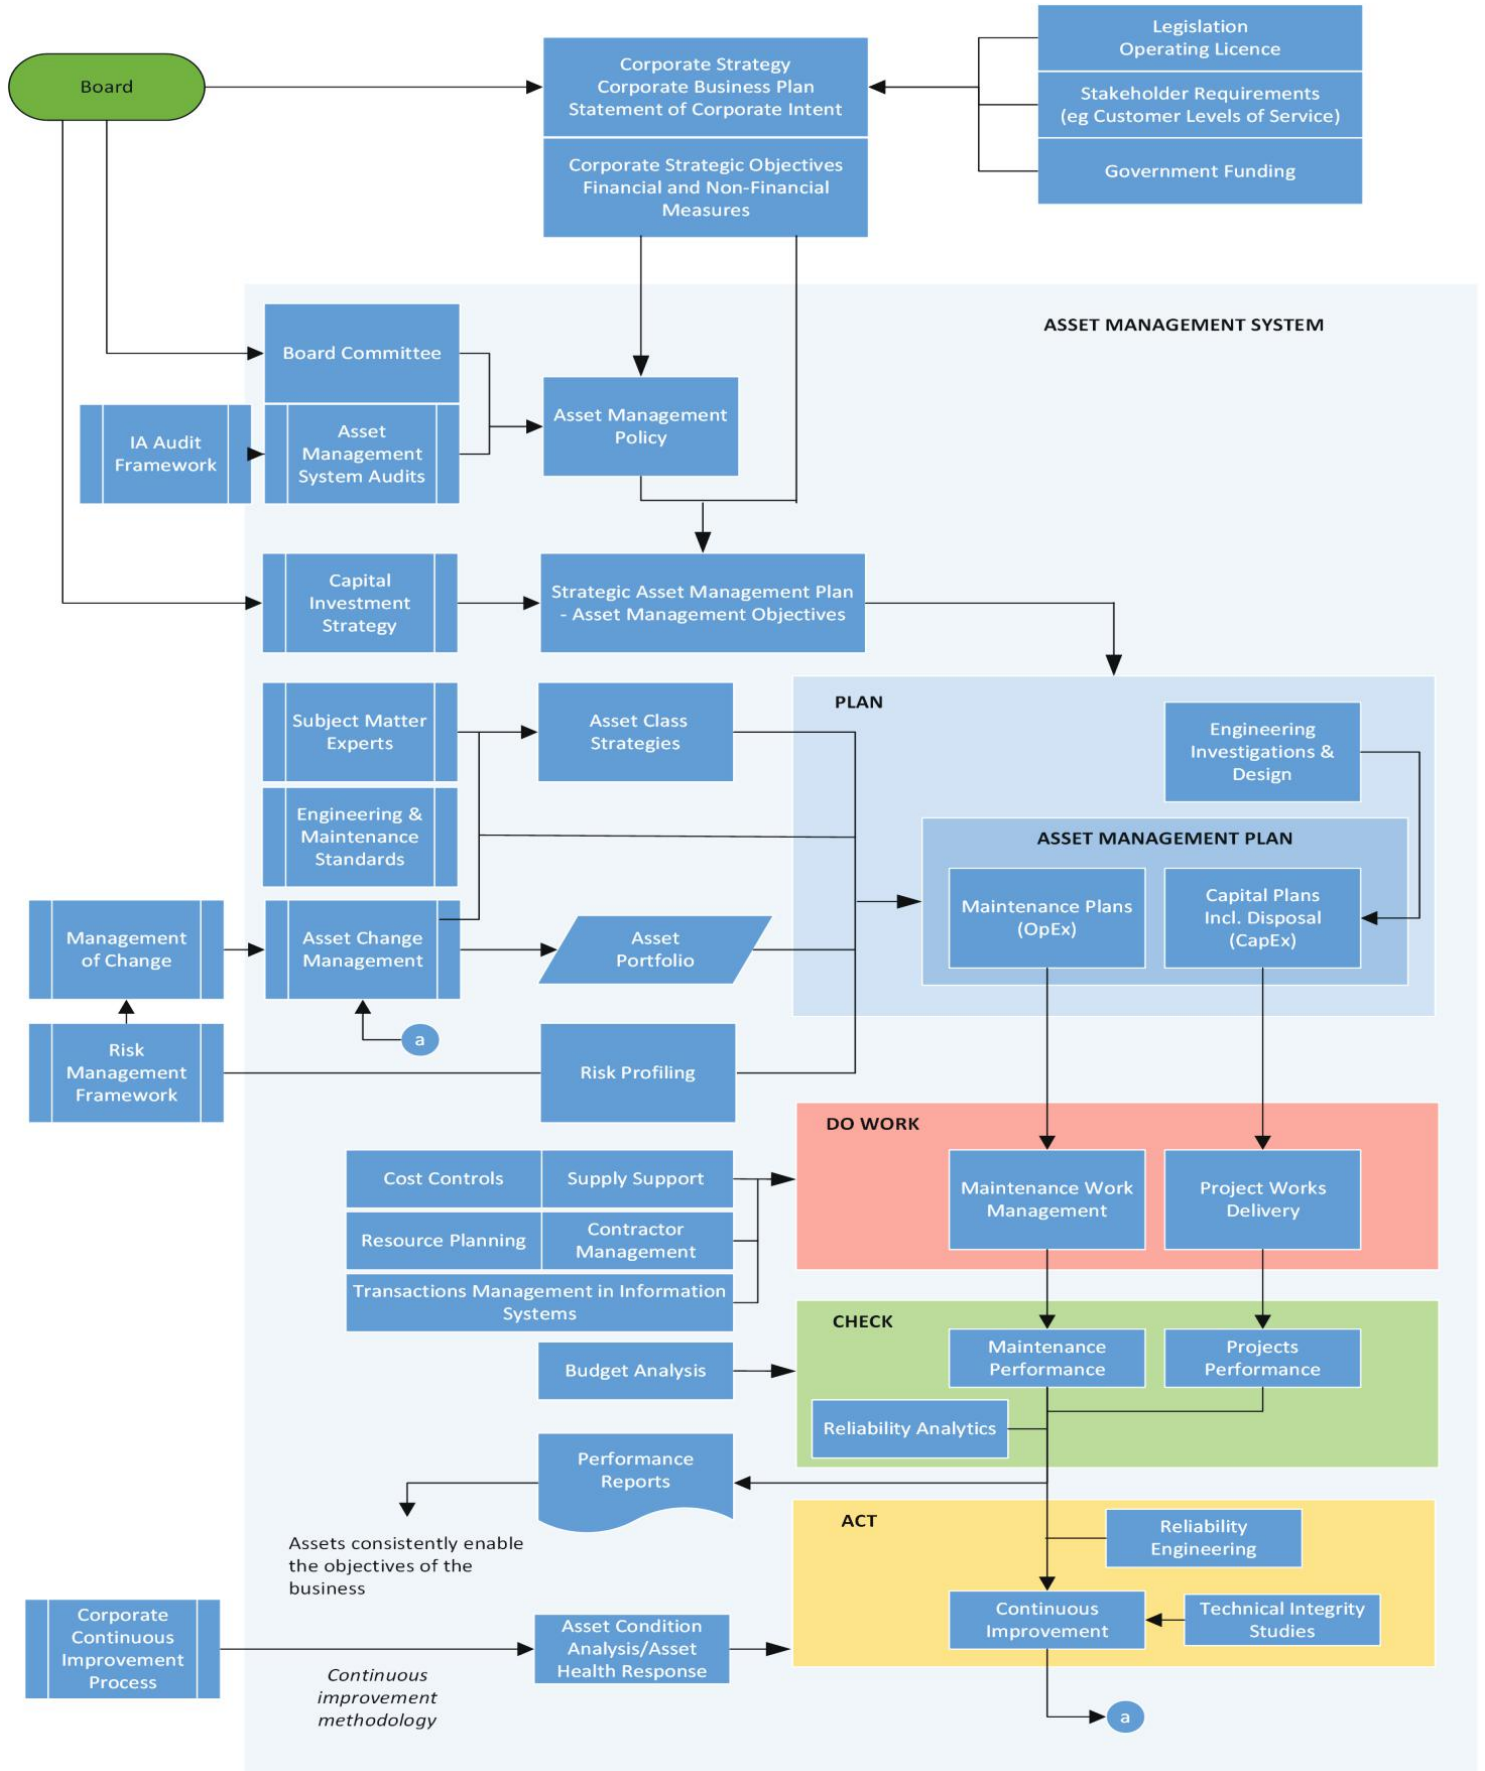 Board
Corporate Strategy
Corporate Business Plan
Statement of Corporate Intent
Corporate Strategic Objectives
Financial and Non-Financial
Measures
Legislation
Operating Licence
Stakeholder Requirements
(eg Customer Levels of Service)
Government Funding
ASSET MANAGEMENT SYSTEM
Board Committee
IA Audit
Framework
Asset
Management
System Audits
Asset Management
Policy
Capital
Investment
Strategy
Strategic Asset Management Plan
- Asset Management Objectives
Subject Matter
Experts
Asset Class
Strategies
Engineering &
Maintenance
Standards
PLAN
Engineering
Investigations &
Design
ASSET MANAGEMENT PLAN
Maintenance Plans
(OpEx)
Capital Plans
Incl. Disposal
(CapEx)
Management
of Change
Asset Change
Management
Asset
Portfolio
a
Risk
Management
Framework
Risk Profiling
DO WORK
Maintenance Work
Management
Project Works
Delivery
Cost Controls
Supply Support
Resource Planning
Contractor
Management
Transactions Management in Information
Systems
CHECK
Maintenance
Performance
Projects
Performance
Budget Analysis
Reliability Analytics
Performance
Reports
Assets consistently enable
the objectives of the
business
ACT
Reliability
Engineering
Continuous
Improvement
Technical Integrity
Studies
Corporate
Continuous
Improvement
Process
Continuous
improvement
methodology
Asset Condition
Analysis/Asset
Health Response
a